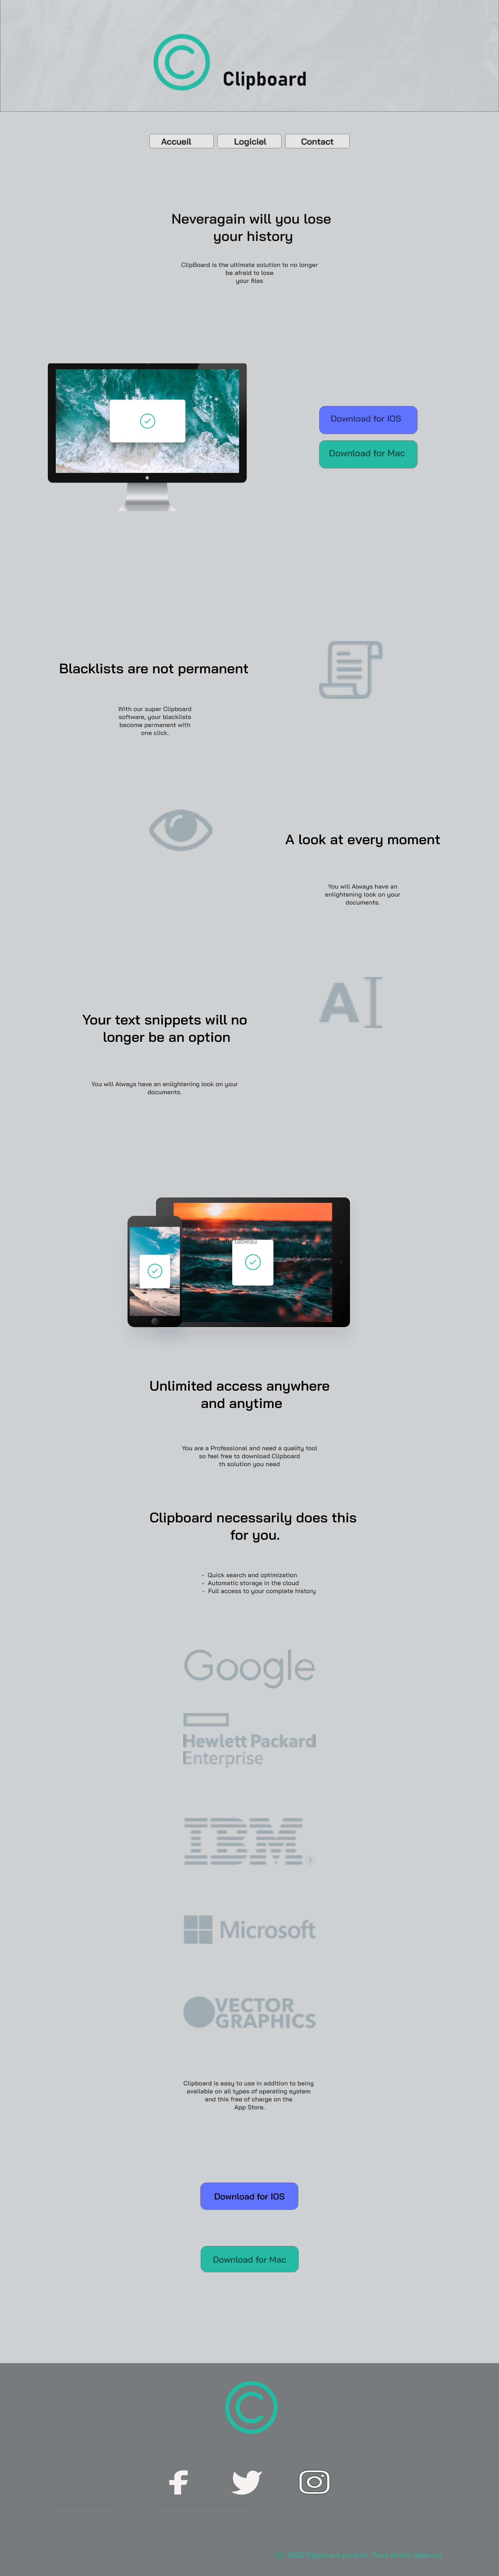 ©
Clipboard
Accueil
Logiciel
Contact
Neveragain will you lose
your history
ClipBoard is the ultimate solution to no longer
be afraid to lose
your files
Download for IOS
Download for Mac
Blacklists are not permanent
With our super Clipboard
software, your blacklists
become permanent with
one click.
A look at every moment
You will Always have an
enlightening look on your
documents.
A
Your text snippets will no
longer be an option
You will Always have an enlightening look on your
documents.
Unlimited access anywhere
and anytime
You are a Professional and need a quality tool
so feel free to download Clipboard
th solution you need
Clipboard necessarily does this
for you.
- Quick search and optimization
- Automatic storage in the cloud
- Full access to your complete history
Google
Hewlett Packard
Enterprise
IBM
Microsoft
VECTOR
GRAPHICS
Clipboard is easy to use in addition to being
available on all types of operating system
and this free of charge on the
App Store.
Download for IOS
Download for Mac
©